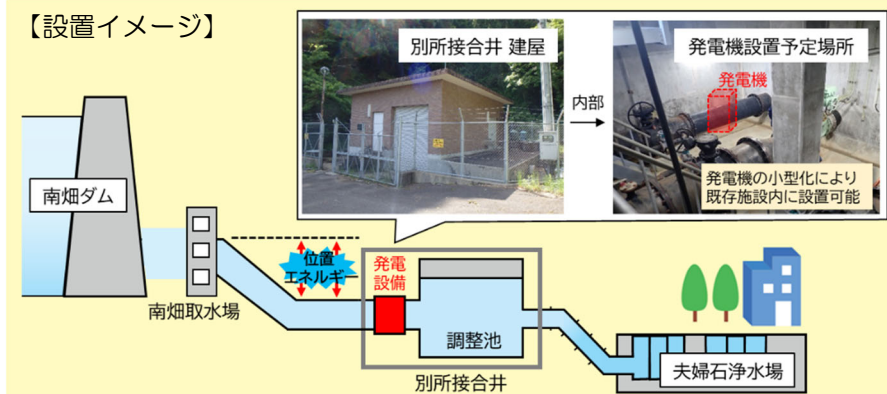 【設置イメージ】
別所接合井 建屋
内部
発電機設置予定場所
発電機
発電機の小型化により
既存施設内に設置可能
南畑ダム
南畑取水場
位置
エネルギー
発電
設備
調整池
別所接合井
夫婦石浄水場